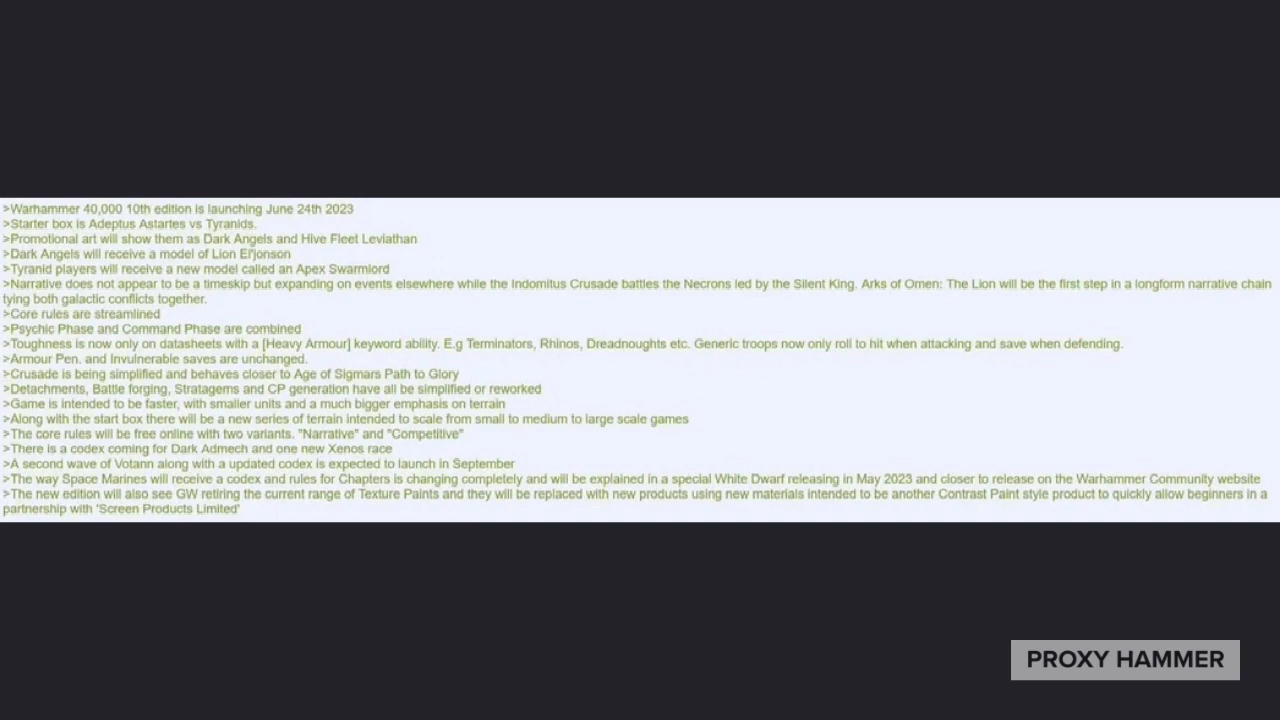 >Warhammer 40,000 10th edition is launching June 24th 2023
>Starter box is Adeptus Astartes vs Tyranids.
>Promotional art will show them as Dark Angels and Hive Fleet Leviathan
>Dark Angels will receive a model of Lion El'jonson
>Tyranid players will receive a new model called an Apex Swarmlord
>Narrative does not appear to be a timeskip but expanding on events elsewhere while the Indomitus Crusade battles the Necrons led by the Silent King. Arks of Omen: The Lion will be the first step in a longform narrative chain
tying both galactic conflicts together.
>Core rules are streamlined
>Psychic Phase and Command Phase are combined
>Toughness is now only on datasheets with a [Heavy Armour] keyword ability. E.g Terminators, Rhinos, Dreadnoughts etc. Generic troops now only roll to hit when attacking and save when defending.
>Armour Pen. and Invulnerable saves are unchanged.
>Crusade is being simplified and behaves closer to Age of Sigmars Path to Glory
>Detachments, Battle forging, Stratagems and CP generation have all be simplified or reworked
>Game is intended to be faster, with smaller units and a much bigger emphasis on terrain
>Along with the start box there will be a new series of terrain intended to scale from small to medium to large scale games
>The core rules will be free online with two variants. "Narrative" and "Competitive"
>There is a codex coming for Dark Admech and one new Xenos race
>A second wave of Votann along with a updated codex is expected to launch in September
>The way Space Marines will receive a codex and rules for Chapters is changing completely and will be explained in a special White Dwarf releasing in May 2023 and closer to release on the Warhammer Community website
>The new edition will also see GW retiring the current range of Texture Paints and they will be replaced with new products using new materials intended to be another Contrast Paint style product to quickly allow beginners in a
partnership with 'Screen Products Limited'
PROXY HAMMER